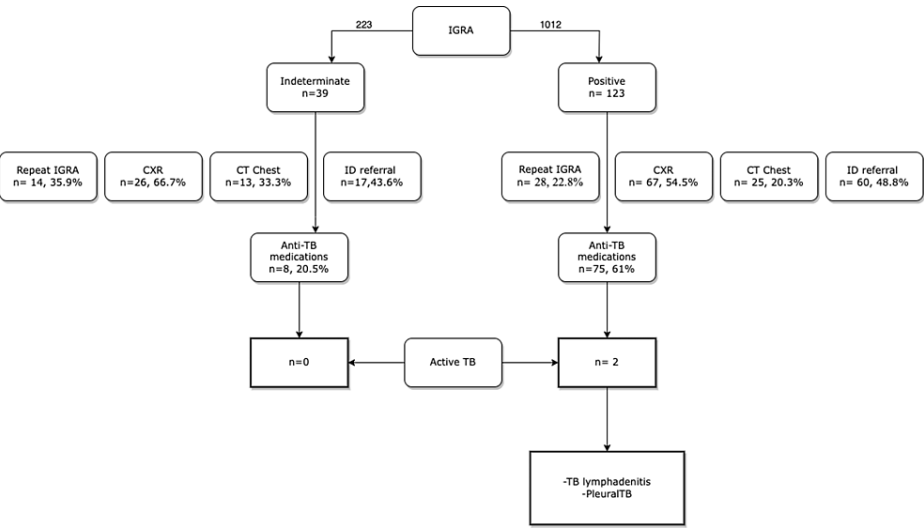 223
IGRA
1012
Indeterminate
n=39
Positive
n= 123
Repeat IGRA
n= 14, 35.9%
CXR
n=26, 66.7%
CT Chest
n=13, 33.3%
ID referral
n=17,43.6%
Repeat IGRA
n= 28, 22.8%
CXR
n= 67, 54.5%
CT Chest
n= 25, 20.3%
ID referral
n= 60, 48.8%
Anti-TB
medications
n=8, 20.5%
Anti-TB
medications
n=75, 61%
n=0
Active TB
n= 2
-TB lymphadenitis
-PleuralTB